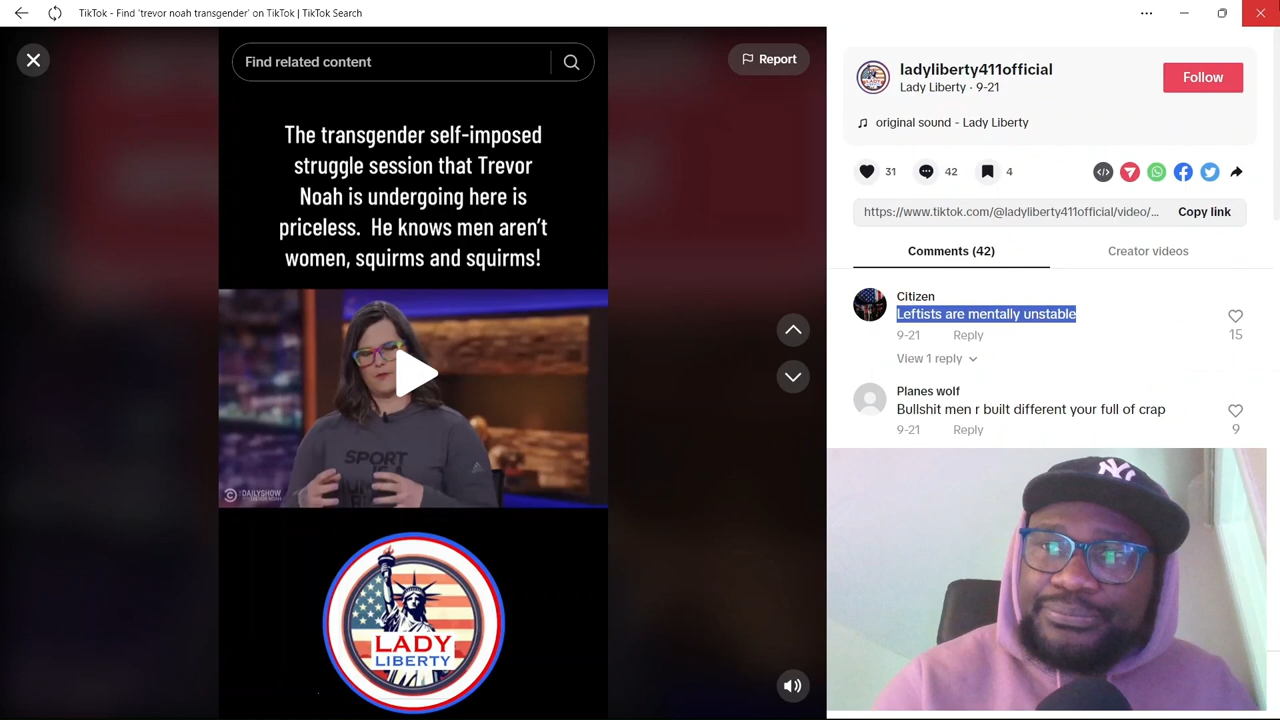 TikTok - Find 'trevor noah transgender' on TikTok | TikTok Search
Find related content
Report
The transgender self-imposed
struggle session that Trevor
Noah is undergoing here is
priceless. He knows men aren't
women, squirms and squirms!
SPORT
THE DAILYSHOW
LADY
LIBERTY
ladyliberty411official
Lady Liberty · 9-21
Follow
original sound - Lady Liberty
31
42
4
https://www.tiktok.com/@ladyliberty411official/video/...
Copy link
Comments (42)
Creator videos
Citizen
Leftists are mentally unstable
9-21
Reply
15
View 1 reply
Planes wolf
Bullshit men r built different your full of crap
9-21
Reply
9
NY